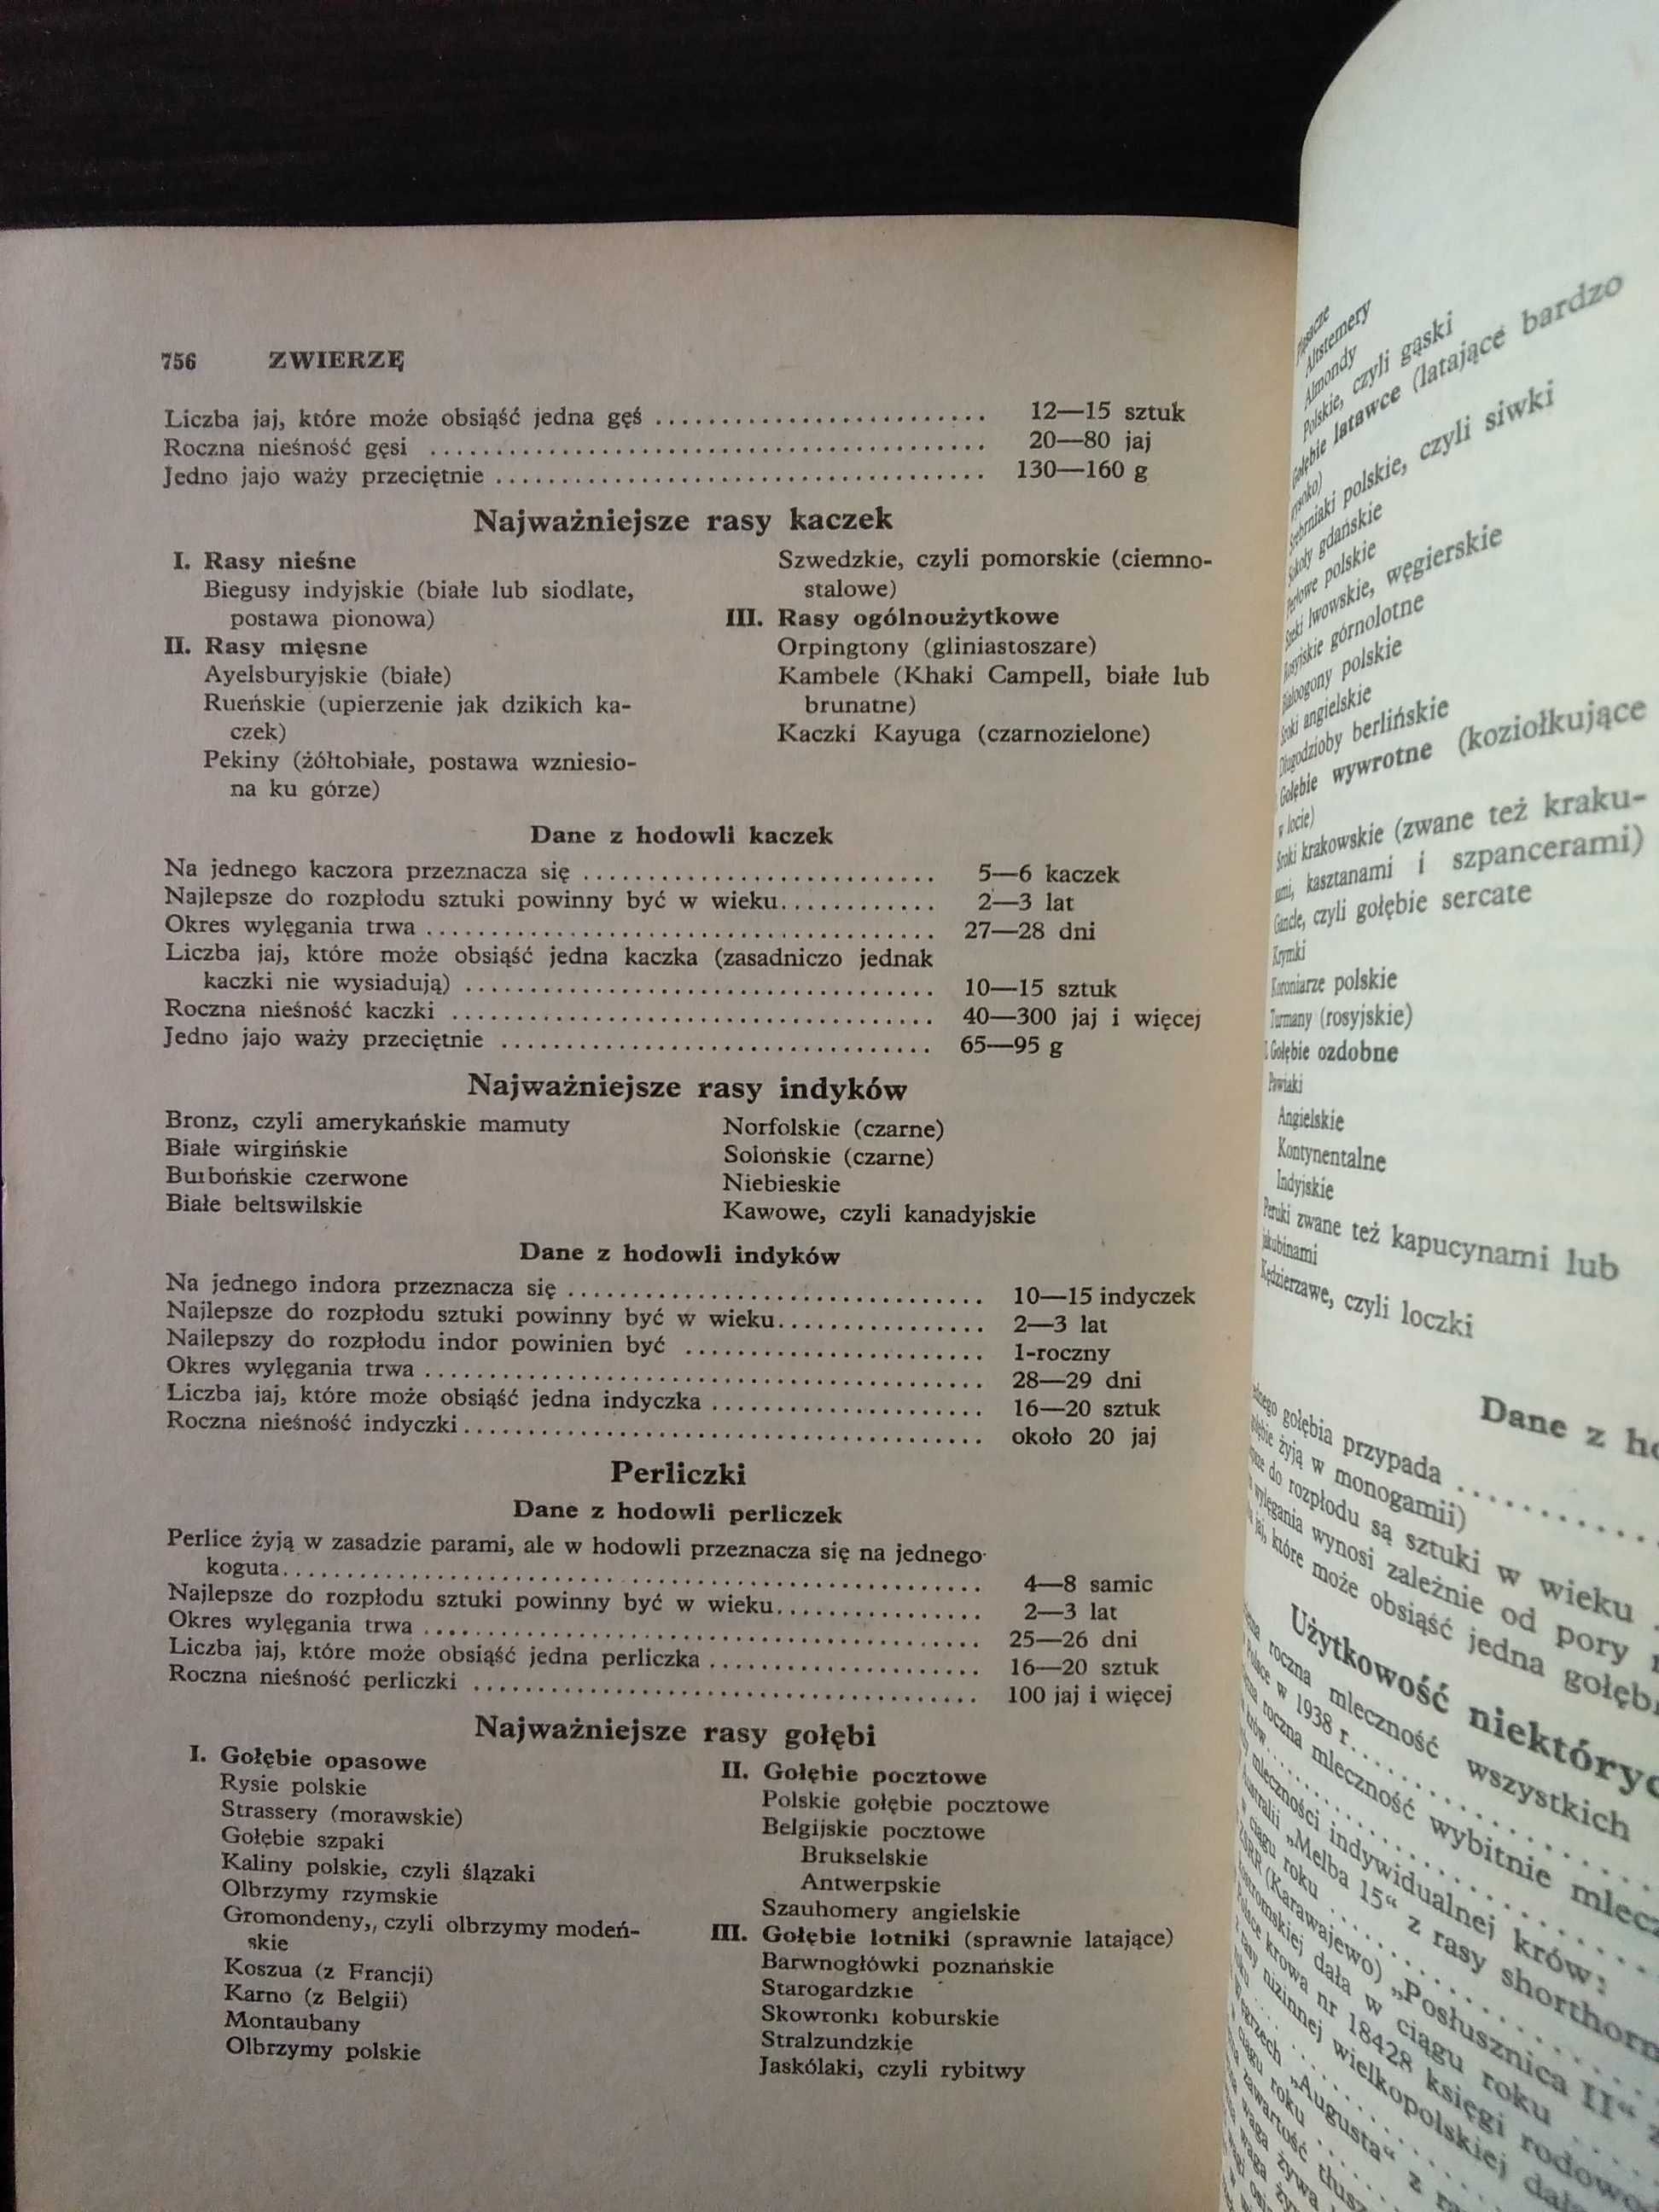 756 ZWIERZĘ
Liczba jaj, które może obsiąść jedna gęś .......................... 12—15 sztuk
Roczna nieśność gęsi .......................... 20—80 jaj
Jedno jajo waży przeciętnie .......................... 130—160 g
Najważniejsze rasy kaczek
I. Rasy nieśne
Biegusy indyjskie (białe lub siodłate,
postawa pionowa)
II. Rasy mięsne
Ayelsburyjskie (białe)
Rueńskie (upierzenie jak dzikich ka-
czek)
Pekiny (żółtobiałe, postawa wzniesio-
na ku górze)
Szwedzkie, czyli pomorskie (ciemno-
stalowe)
III. Rasy ogólnoużytkowe
Orpingtony (gliniastoszare)
Kambele (Khaki Campell, białe lub
brunatne)
Kaczki Kayuga (czarnozielone)
Dane z hodowli kaczek
Na jednego kaczora przeznacza się .......................... 5—6 kaczek
Najlepsze do rozpłodu sztuki powinny być w wieku............. 2—3 lat
Okres wylęgania trwa .......................... 27—28 dni
Liczba jaj, które może obsiąść jedna kaczka (zasadniczo jednak
kaczki nie wysiadują) .......................... 10—15 sztuk
Roczna nieśność kaczki .......................... 40—300 jaj i więcej
Jedno jajo waży przeciętnie .......................... 65—95 g
Najważniejsze rasy indyków
Bronz, czyli amerykańskie mamuty
Białe wirgińskie
Burbońskie czerwone
Białe beltswilskie
Norfolskie (czarne)
Solońskie (czarne)
Niebieskie
Kawowe, czyli kanadyjskie
Dane z hodowli indyków
Na jednego indora przeznacza się .......................... 10—15 indyczek
Najlepsze do rozpłodu sztuki powinny być w wieku................ 2—3 lat
Najlepszy do rozpłodu indor powinien być .......................... 1-roczny
Okres wylęgania trwa .......................... 28—29 dni
Liczba jaj, które może obsiąść jedna indyczka .......................... 16—20 sztuk
Roczna nieśność indyczki.......................... około 20 jaj
Perliczki
Dane z hodowli perliczek
Perlice żyją w zasadzie parami, ale w hodowli przeznacza się na jednego
koguta.......................... 4—8 samic
Najlepsze do rozpłodu sztuki powinny być w wieku................ 2—3 lat
Okres wylęgania trwa .......................... 25—26 dni
Liczba jaj, które może obsiąść jedna perliczka .......................... 16—20 sztuk
Roczna nieśność perliczki .......................... 100 jaj i więcej
Najważniejsze rasy gołębi
I. Gołębie opasowe
Rysie polskie
Strassery (morawskie)
Gołębie szpaki
Kaliny polskie, czyli ślązaki
Olbrzymy rzymskie
Gromondeny,, czyli olbrzymy modeń-
skie
Koszua (z Francji)
Karno (z Belgii)
Montaubany
Olbrzymy polskie
II. Gołębie pocztowe
Polskie gołębie pocztowe
Belgijskie pocztowe
Brukselskie
Antwerpskie
Szauhomery angielskie
III. Gołębie lotniki (sprawnie latające)
Barwnogłówki poznańskie
Starogardzkie
Skowronki koburskie
Stralzundzkie
Jaskólaki, czyli rybitwy
Altstemery
Almondy
Polskie, czyli gąski
Gołębie latawce (latające bardzo
polskie, czyli siwki
gdańskie
polskie
lwowskie, węgierskie
górnolotne
polskie
angielskie
Długodzioby berlińskie
Gołębie wywrotne (koziołkujące
w locie)
Sroki krakowskie (zwane też kraku-
kasztanami i szpancerami)
czyli gołębie sercate
Krymki
Koroniarze polskie
Turmany (rosyjskie)
Gołębie ozdobne
Pawiaki
Angielskie
Kontynentalne
Indyjskie
Peruki zwane też kapucynami lub
jakubinami
Kędzierzawe, czyli loczki
Dane z
gołębia przypada ..........
żyją w monogamii)
do rozpłodu są sztuki w wieku
wylęgania wynosi zależnie od pory
jaj, które może obsiąść jedna
Użytkowość
roczna mleczność wszystkich
Polsce w 1938 r..........
roczna mleczność wybitnie
krów..........
mleczności indywidualnej krów:
Australii „Melba 15“ z rasy
ciągu roku ..........
ZSRR (Karawajewo) „Posłusznica II“
dała w ciągu roku ..........
krowa nr 18428 księgi
rasy nizinnej wielkopolskiej
„Augusta“ z
ciągu roku ..........
zawartość
waga żywa